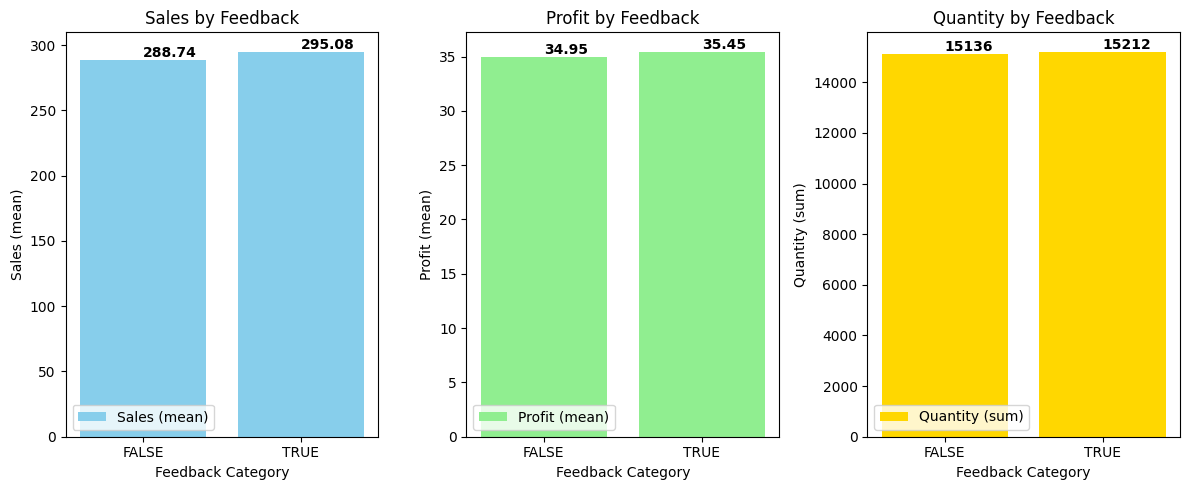 Sales by Feedback
300
250
200
150
100
50
0
Sales (mean)
288.74
295.08
Sales (mean)
FALSE
TRUE
Feedback Category
Profit by Feedback
35
30
25
20
15
10
5
0
Profit (mean)
34.95
35.45
Profit (mean)
FALSE
TRUE
Feedback Category
Quantity by Feedback
14000
12000
10000
8000
6000
4000
2000
0
Quantity (sum)
15136
15212
Quantity (sum)
FALSE
TRUE
Feedback Category